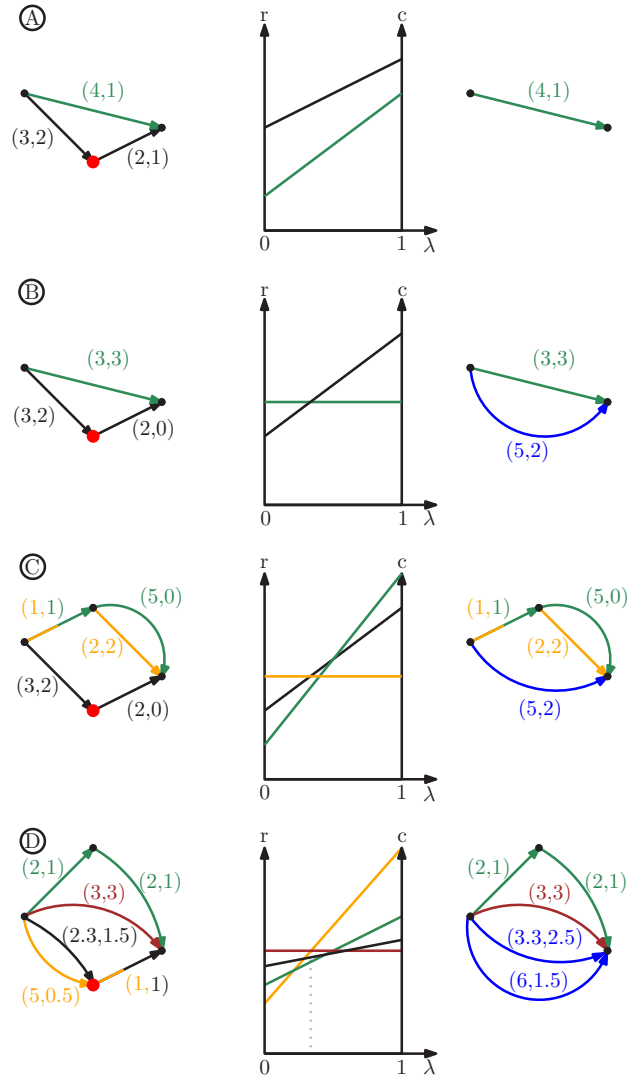 A
r c
(4,1) (4,1)
(3,2) (2,1)
0 1 λ
B
r c
(3,3) (3,3)
(3,2) (2,0)
(5,2)
0 1 λ
C
r c
(1,1) (5,0) (1,1) (5,0)
(2,2) (2,2)
(3,2) (2,0) (5,2)
0 1 λ
D
r c
(2,1) (2,1) (2,1) (2,1)
(3,3) (3,3)
(2.3,1.5) (3.3,2.5)
(5,0.5) (1,1) (6,1.5)
0 1 λ